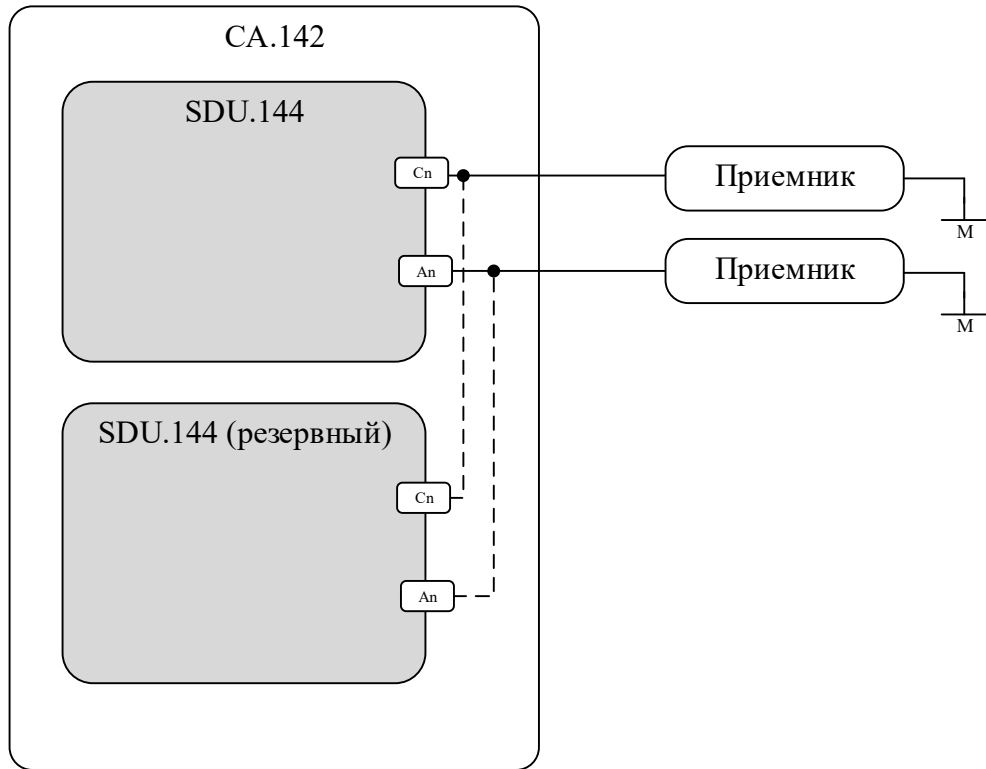 CA.142
SDU.144
Cn
Приемник
М
An
Приемник
М
SDU.144 (резервный)
Cn
An